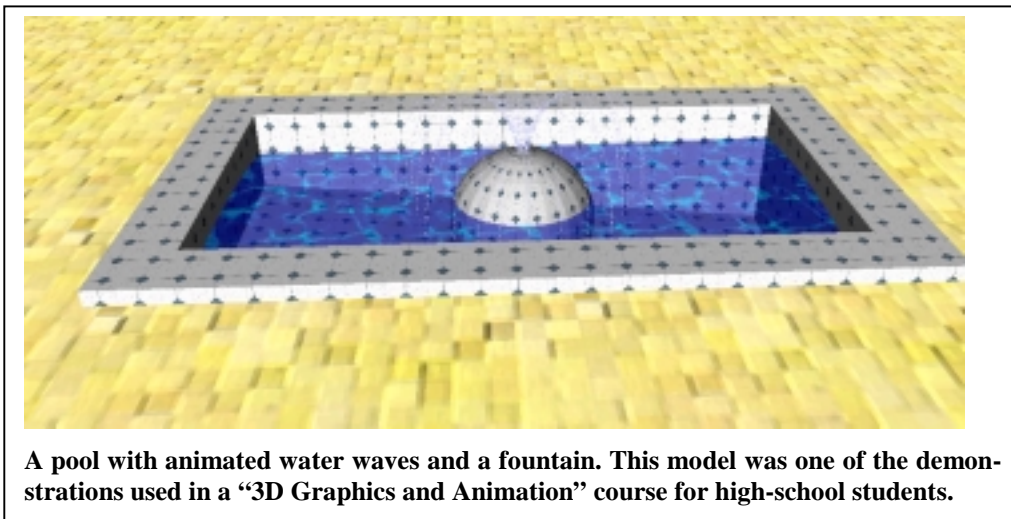 A pool with animated water waves and a fountain. This model was one of the demon-
strations used in a “3D Graphics and Animation” course for high-school students.